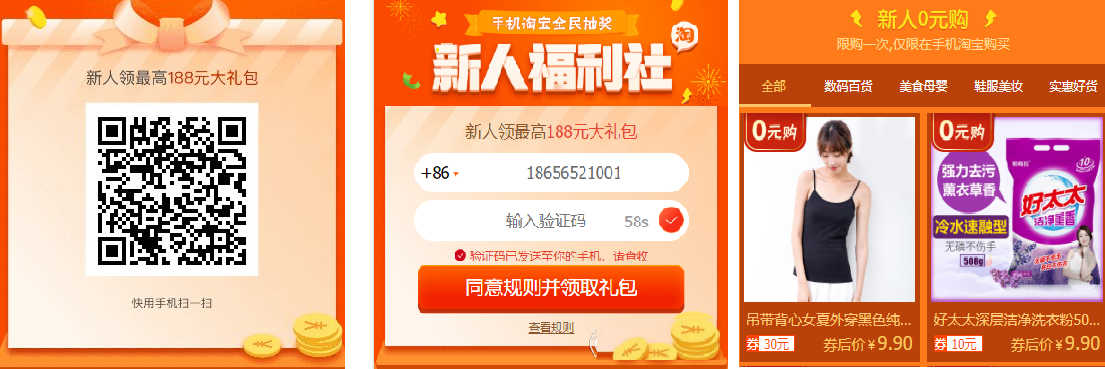 新人领最高188元大礼包
快用手机扫一扫
手机淘宝全民抽奖
淘
新人福利社
新人领最高188元大礼包
+86 18656521001
输入验证码 58s
验证码已发送至你的手机，请查收
同意规则并领取礼包
查看规则
新人0元购
限购一次,仅限在手机淘宝购买
全部 数码百货 美食母婴 鞋服美妆 实惠好货
0元购
吊带背心女夏外穿黑色纯...
券 30元 券后价¥9.90
0元购
强力去污
薰衣草香
冷水速融型
无磷不伤手
508g
好太太
洁净薰香
10
好太太深层洁净洗衣粉50...
券 10元 券后价¥9.90